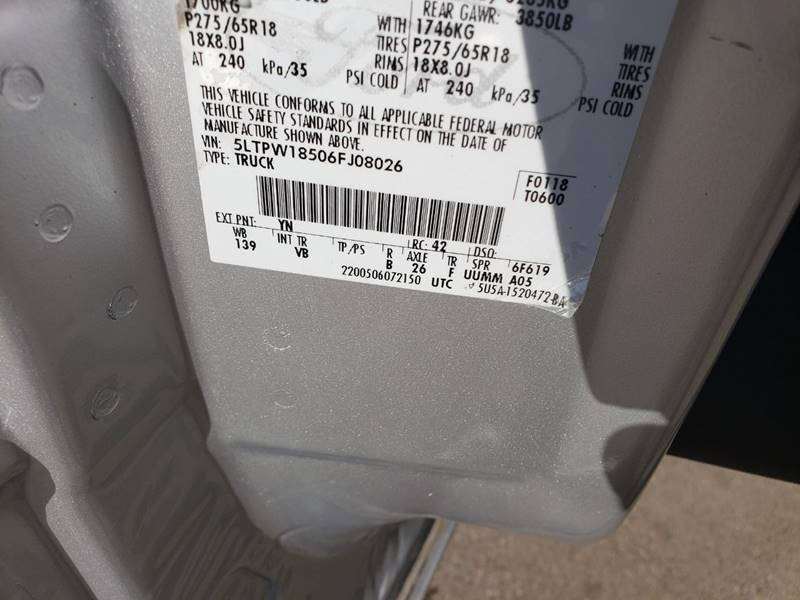 1700KG
REAR GAWR: 3850LB
P275/65R18 WITH 1746KG
18X8.0J TIRES P275/65R18 WITH
AT 240 kPa/35 RIMS 18X8.0J TIRES
PSI COLD AT 240 kPa/35 RIMS
PSI COLD
Ford
THIS VEHICLE CONFORMS TO ALL APPLICABLE FEDERAL MOTOR
VEHICLE SAFETY STANDARDS IN EFFECT ON THE DATE OF
MANUFACTURE SHOWN ABOVE.
VIN: 5LTPW18506FJ08026
TYPE: TRUCK
F0118
T0600
EXT PNT: YN RC: 42 DSO:
WB INT TR TP/PS R AXLE TR SPR 6F619
139 VB B 26 F UUMM A05
2200506072150 UTC 5U5A-1520472-BA